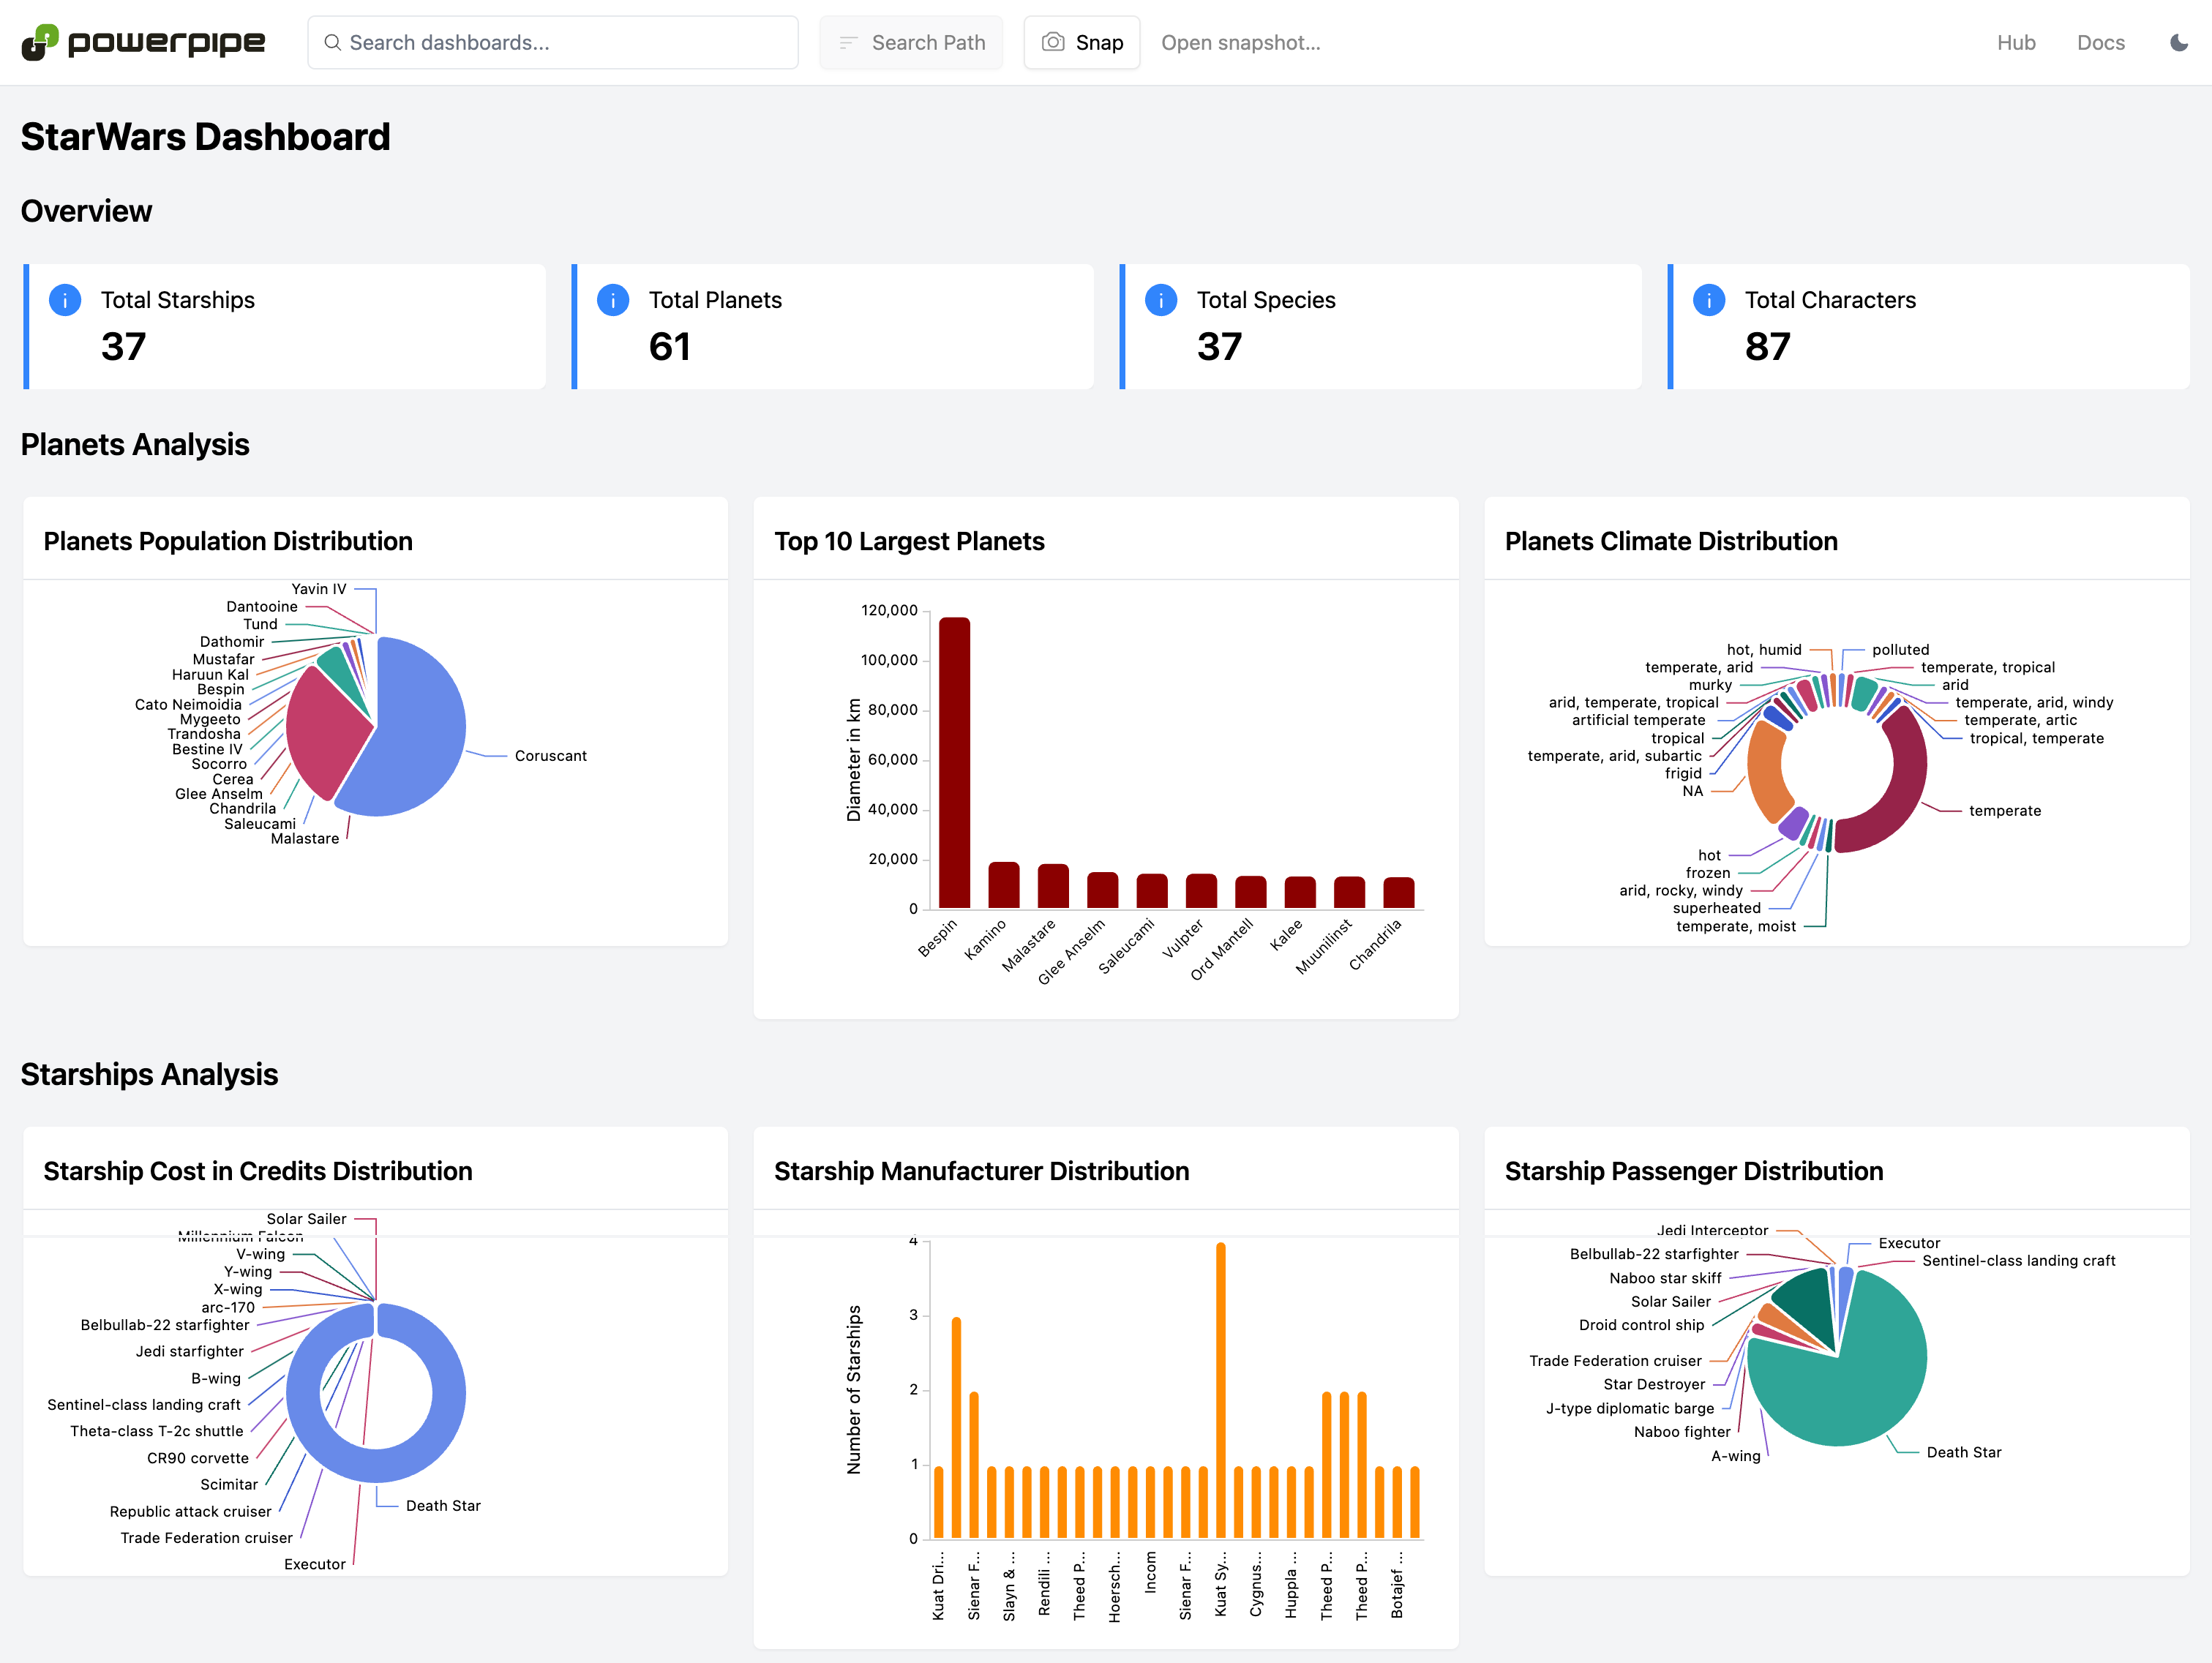 powerpipe
Search dashboards...
Search Path
Snap
Open snapshot...
Hub
Docs
StarWars Dashboard
Overview
Total Starships
37
Total Planets
61
Total Species
37
Total Characters
87
Planets Analysis
Planets Population Distribution
Yavin IV
Dantooine
Tund
Dathomir
Mustafar
Haruun Kal
Bespin
Cato Neimoidia
Mygeeto
Trandosha
Bestine IV
Socorro
Cerea
Glee Anselm
Chandrila
Saleucami
Malastare
Coruscant
Top 10 Largest Planets
Diameter in km
120,000
100,000
80,000
60,000
40,000
20,000
0
Bespin
Kamino
Malastare
Glee Anselm
Saleucami
Vulpter
Ord Mantell
Kalee
Muunilinst
Chandrila
Planets Climate Distribution
hot, humid
temperate, arid
murky
arid, temperate, tropical
artificial temperate
tropical
temperate, arid, subartic
frigid
NA
hot
frozen
arid, rocky, windy
superheated
temperate, moist
polluted
temperate, tropical
arid
temperate, arid, windy
temperate, artic
tropical, temperate
temperate
Starships Analysis
Starship Cost in Credits Distribution
Solar Sailer
Millennium Falcon
V-wing
Y-wing
X-wing
arc-170
Belbullab-22 starfighter
Jedi starfighter
B-wing
Sentinel-class landing craft
Theta-class T-2c shuttle
CR90 corvette
Scimitar
Republic attack cruiser
Trade Federation cruiser
Executor
Death Star
Starship Manufacturer Distribution
Number of Starships
4
3
2
1
0
Kuat Dri...
Sienar F...
Slayn & ...
Rendili ...
Theed P...
Hoersch...
Incom
Sienar F...
Kuat Sy...
Cygnus...
Huppla ...
Theed P...
Theed P...
Botajef ...
Starship Passenger Distribution
Jedi Interceptor
Belbullab-22 starfighter
Naboo star skiff
Solar Sailer
Droid control ship
Trade Federation cruiser
Star Destroyer
J-type diplomatic barge
Naboo fighter
A-wing
Executor
Sentinel-class landing craft
Death Star